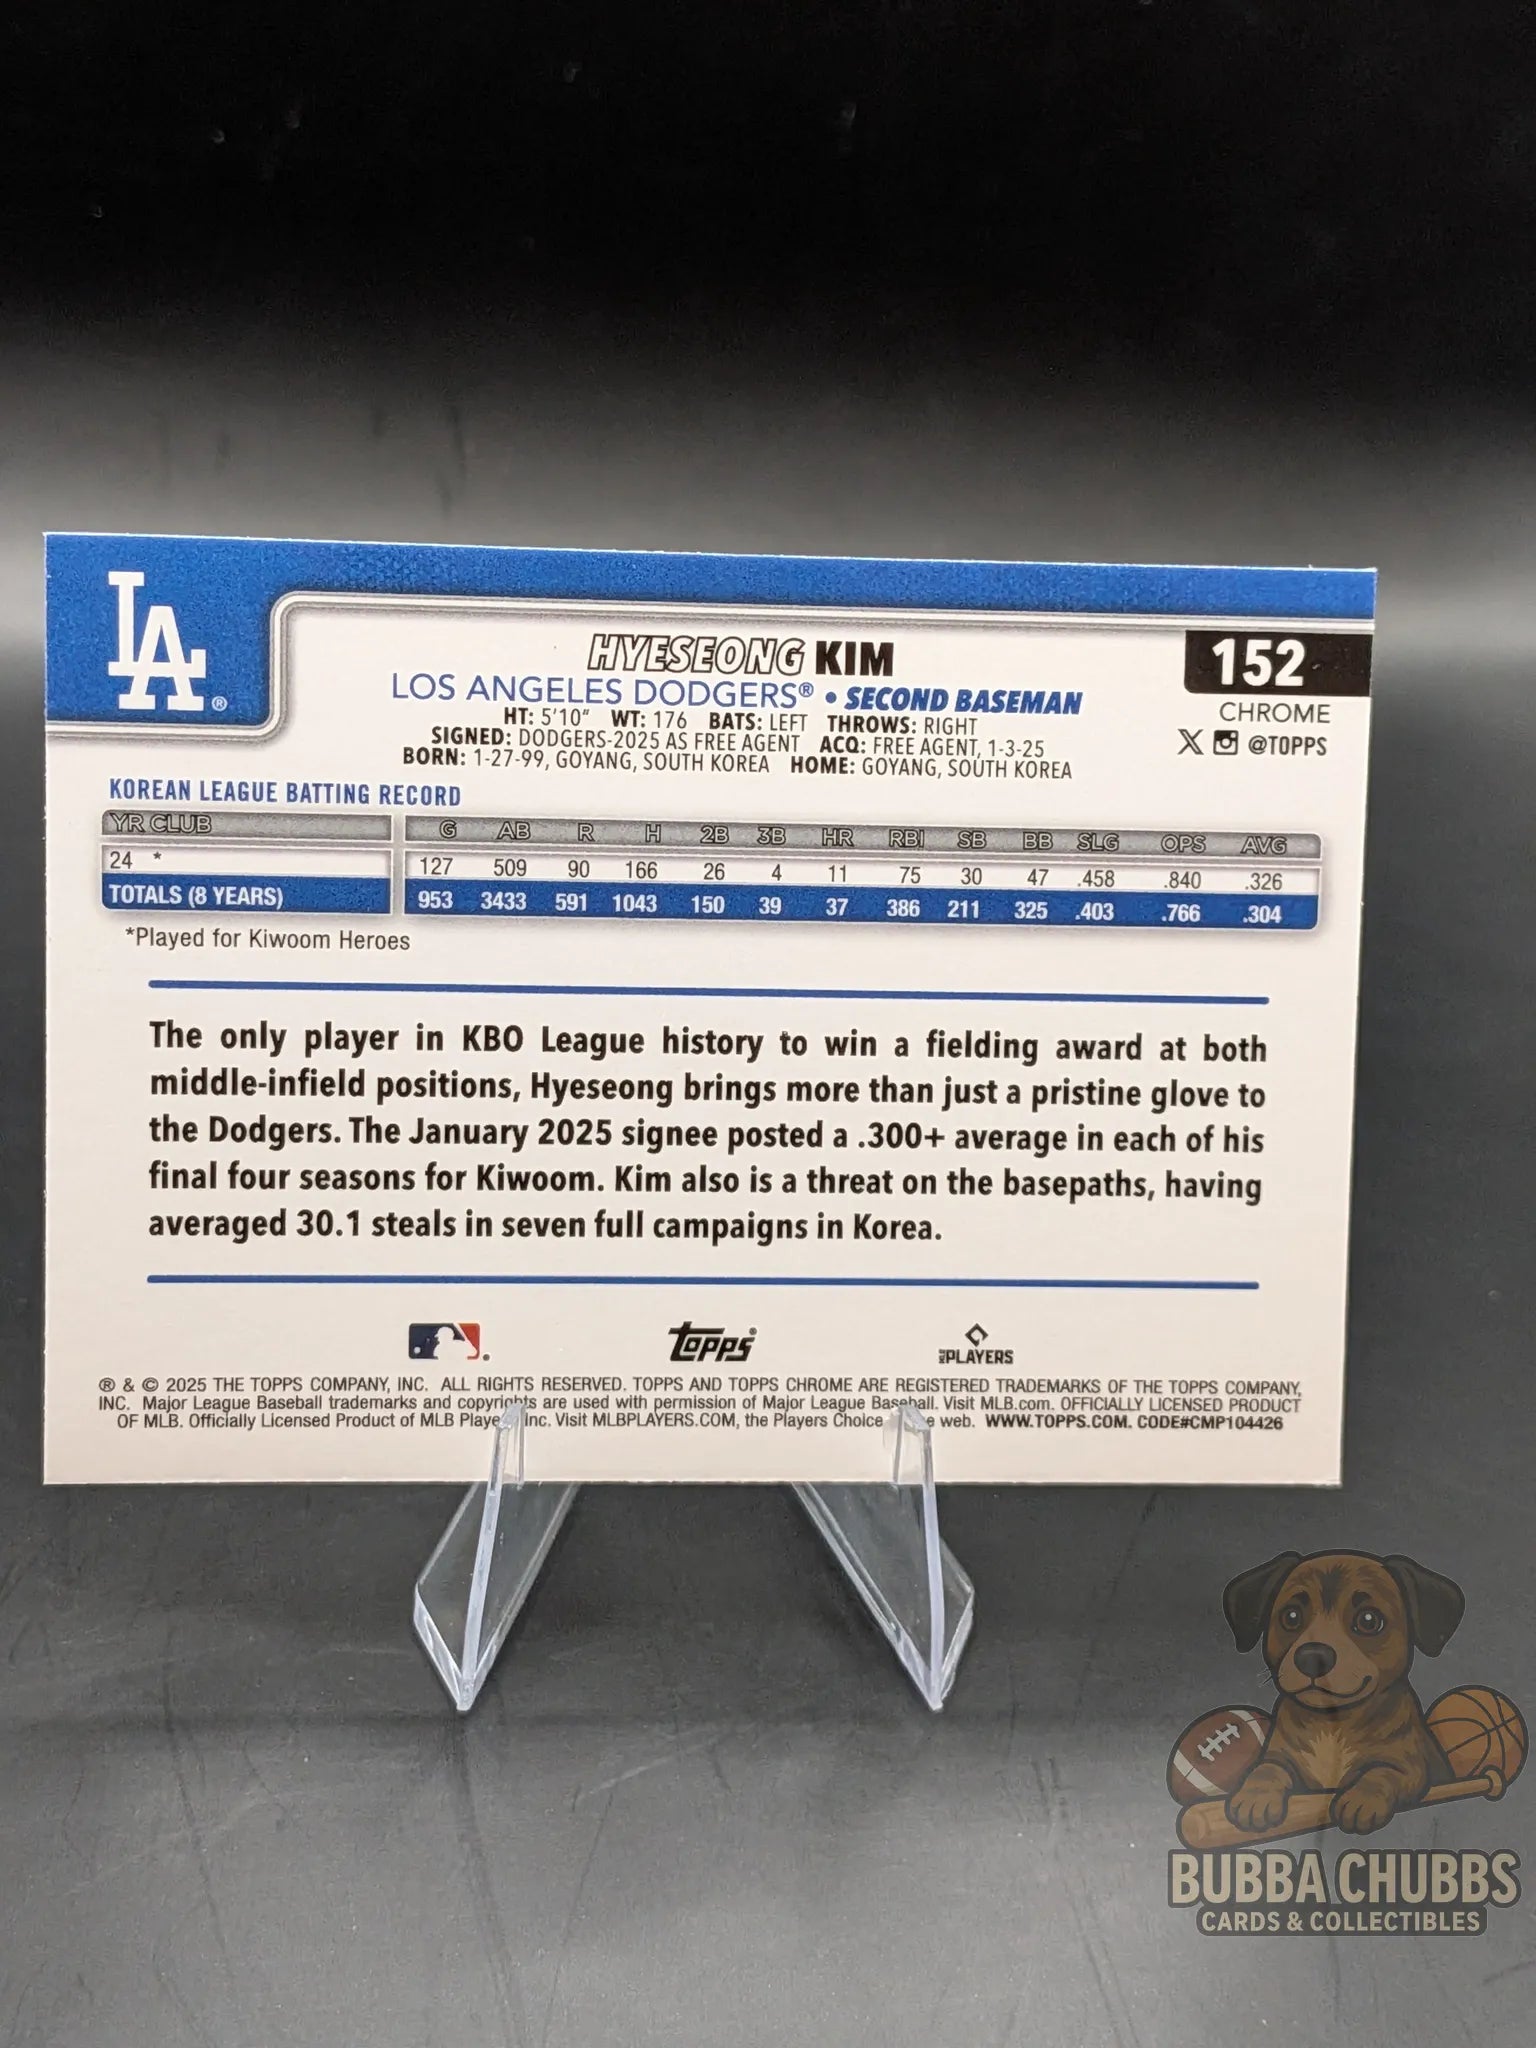 LA®
HYESEONG KIM
152
LOS ANGELES DODGERS® • SECOND BASEMAN
CHROME
HT: 5'10" WT: 176 BATS: LEFT THROWS: RIGHT
SIGNED: DODGERS-2025 AS FREE AGENT ACQ: FREE AGENT, 1-3-25
@TOPPS
BORN: 1-27-99, GOYANG, SOUTH KOREA HOME: GOYANG, SOUTH KOREA
KOREAN LEAGUE BATTING RECORD
YR CLUB G AB R H 2B 3B HR RBI SB BB SLG OPS AVG
24 * 127 509 90 166 26 4 11 75 30 47 .458 .840 .326
TOTALS (8 YEARS) 953 3433 591 1043 150 39 37 386 211 325 .403 .766 .304
*Played for Kiwoom Heroes
The only player in KBO League history to win a fielding award at both
middle-infield positions, Hyeseong brings more than just a pristine glove to
the Dodgers. The January 2025 signee posted a .300+ average in each of his
final four seasons for Kiwoom. Kim also is a threat on the basepaths, having
averaged 30.1 steals in seven full campaigns in Korea.
Topps®
PLAYERS
® & © 2025 THE TOPPS COMPANY, INC. ALL RIGHTS RESERVED. TOPPS AND TOPPS CHROME ARE REGISTERED TRADEMARKS OF THE TOPPS COMPANY,
INC. Major League Baseball trademarks and copyrights are used with permission of Major League Baseball. Visit MLB.com. OFFICIALLY LICENSED PRODUCT
OF MLB. Officially Licensed Product of MLB Playe Inc. Visit MLBPLAYERS.COM, the Players Choice e web. WWW.TOPPS.COM. CODE#CMP104426
BUBBA CHUBBS
CARDS & COLLECTIBLES